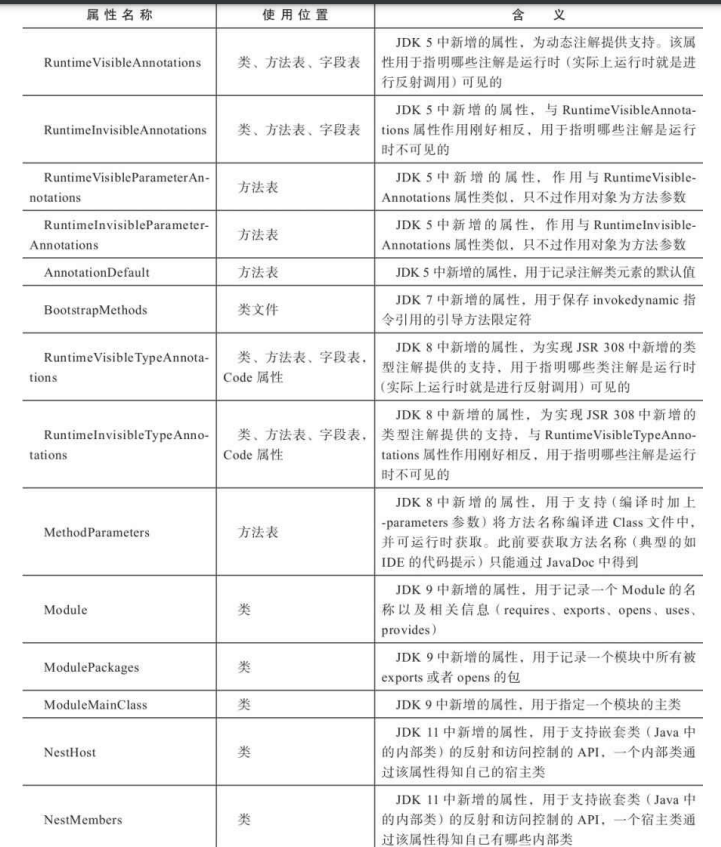 属性名称 使用位置 含 义
RuntimeVisibleAnnotations 类、方法表、字段表 JDK 5 中新增的属性，为动态注解提供支持。该属
性用于指明哪些注解是运行时（实际上运行时就是进
行反射调用）可见的
RuntimeInvisibleAnnotations 类、方法表、字段表 JDK 5 中新增的属性，与 RuntimeVisibleAnnota-
tions 属性作用刚好相反，用于指明哪些注解是运行
时不可见的
RuntimeVisibleParameterAn-
notations
方法表
JDK 5 中新增的属性，作用与 RuntimeVisible-
Annotations 属性类似，只不过作用对象为方法参数
RuntimeInvisibleParameter-
Annotations
方法表
JDK 5 中新增的属性，作用与 RuntimeInvisible-
Annotations 属性类似，只不过作用对象为方法参数
AnnotationDefault 方法表 JDK 5 中新增的属性，用于记录注解类元素的默认值
BootstrapMethods 类文件 JDK 7 中新增的属性，用于保存 invokedynamic 指
令引用的引导方法限定符
RuntimeVisibleTypeAnnota-
tions
类、方法表、字段表，
Code 属性
JDK 8 中新增的属性，为实现 JSR 308 中新增的类
型注解提供的支持，用于指明哪些类注解是运行时
（实际上运行时就是进行反射调用）可见的
RuntimeInvisibleTypeAnno-
tations
类、方法表、字段表，
Code 属性
JDK 8 中新增的属性，为实现 JSR 308 中新增的
类型注解提供的支持，与 RuntimeVisibleTypeAnno-
tations 属性作用刚好相反，用于指明哪些注解是运行
时不可见的
MethodParameters 方法表 JDK 8 中新增的属性，用于支持（编译时加上
-parameters 参数）将方法名称编译进 Class 文件中，
并可运行时获取。此前要获取方法名称（典型的如
IDE 的代码提示）只能通过 JavaDoc 中得到
Module 类 JDK 9 中新增的属性，用于记录一个 Module 的名
称以及相关信息（requires、exports、opens、uses、
provides）
ModulePackages 类 JDK 9 中新增的属性，用于记录一个模块中所有被
exports 或者 opens 的包
ModuleMainClass 类 JDK 9 中新增的属性，用于指定一个模块的主类
NestHost 类 JDK 11 中新增的属性，用于支持嵌套类（Java 中
的内部类）的反射和访问控制的 API，一个内部类通
过该属性得知自己的宿主类
NestMembers 类 JDK 11 中新增的属性，用于支持嵌套类（Java 中
的内部类）的反射和访问控制的 API，一个宿主类通
过该属性得知自己有哪些内部类